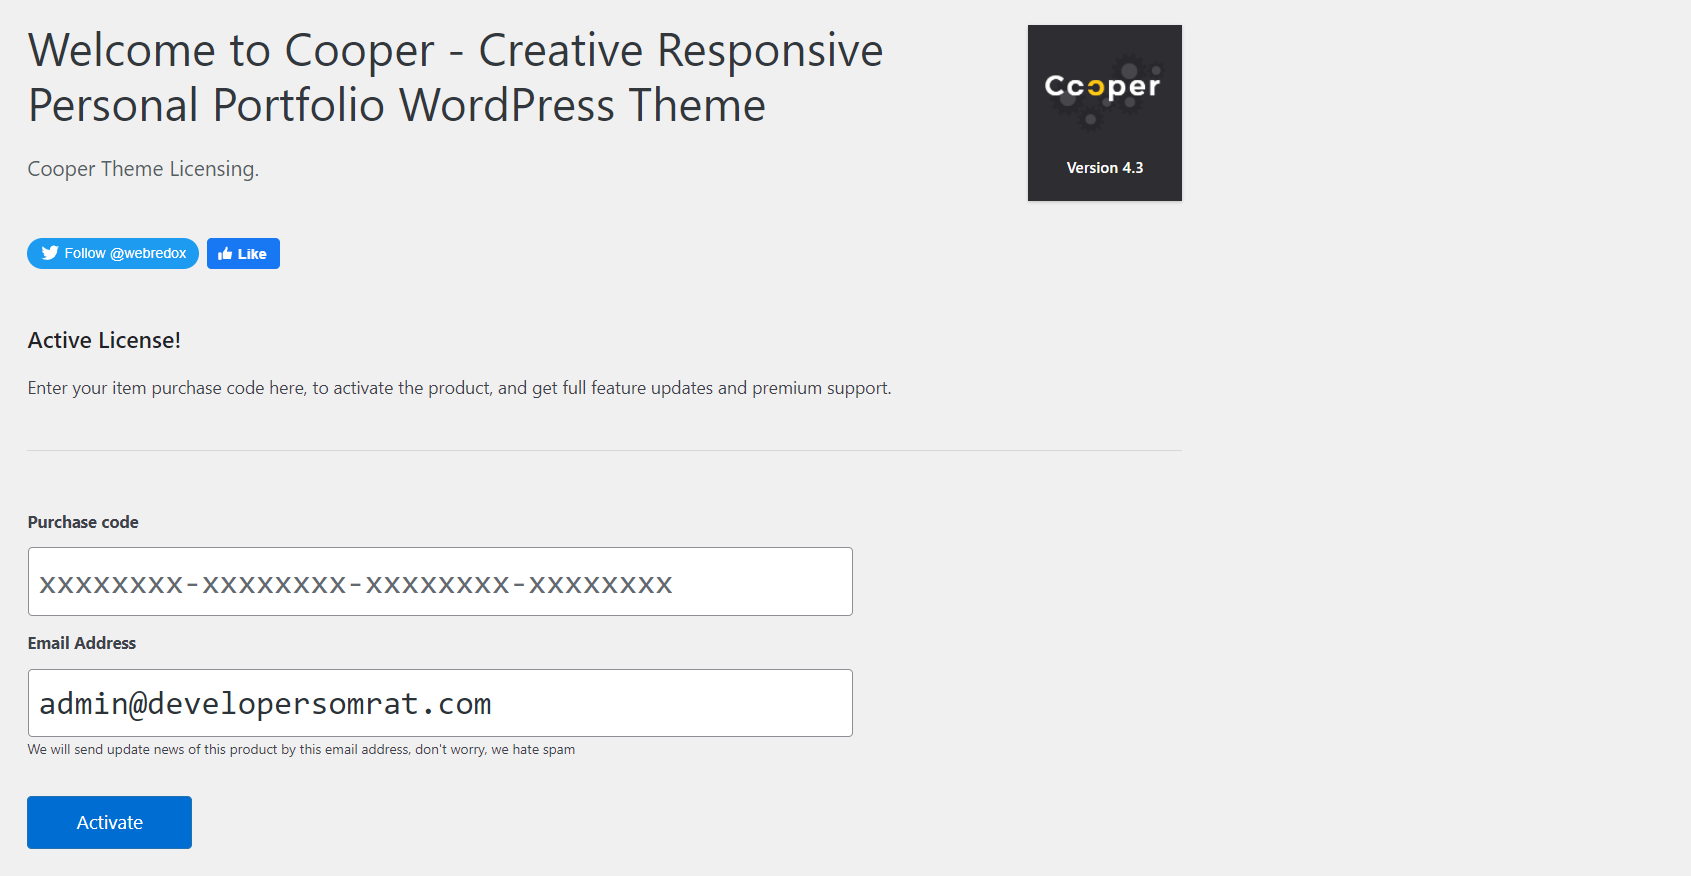 Welcome to Cooper - Creative Responsive
Personal Portfolio WordPress Theme
Cooper Theme Licensing.
Cooper
Version 4.3
Follow @webredox
Like
Active License!
Enter your item purchase code here, to activate the product, and get full feature updates and premium support.
Purchase code
xxxxxxxx-xxxxxxxx-xxxxxxxx-xxxxxxxx
Email Address
admin@developersomrat.com
We will send update news of this product by this email address, don't worry, we hate spam
Activate